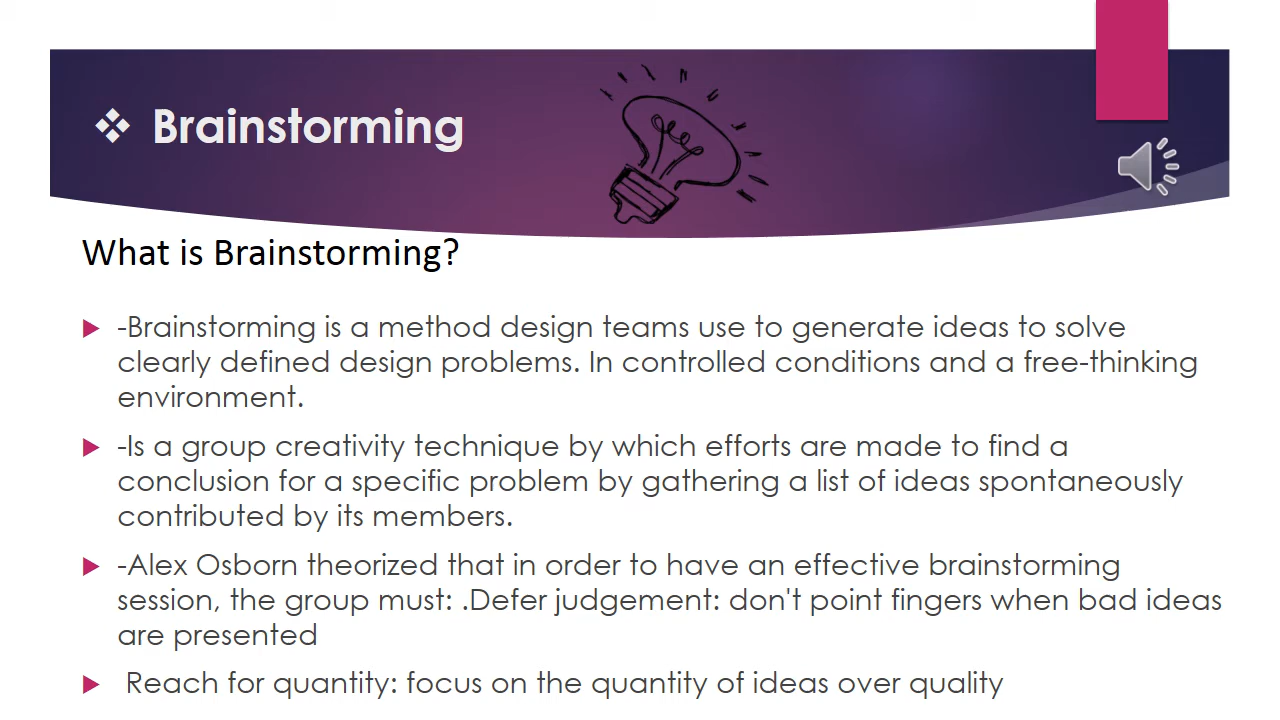 ❖ Brainstorming
What is Brainstorming?
-Brainstorming is a method design teams use to generate ideas to solve
clearly defined design problems. In controlled conditions and a free-thinking
environment.
-Is a group creativity technique by which efforts are made to find a
conclusion for a specific problem by gathering a list of ideas spontaneously
contributed by its members.
-Alex Osborn theorized that in order to have an effective brainstorming
session, the group must: .Defer judgement: don't point fingers when bad ideas
are presented
Reach for quantity: focus on the quantity of ideas over quality